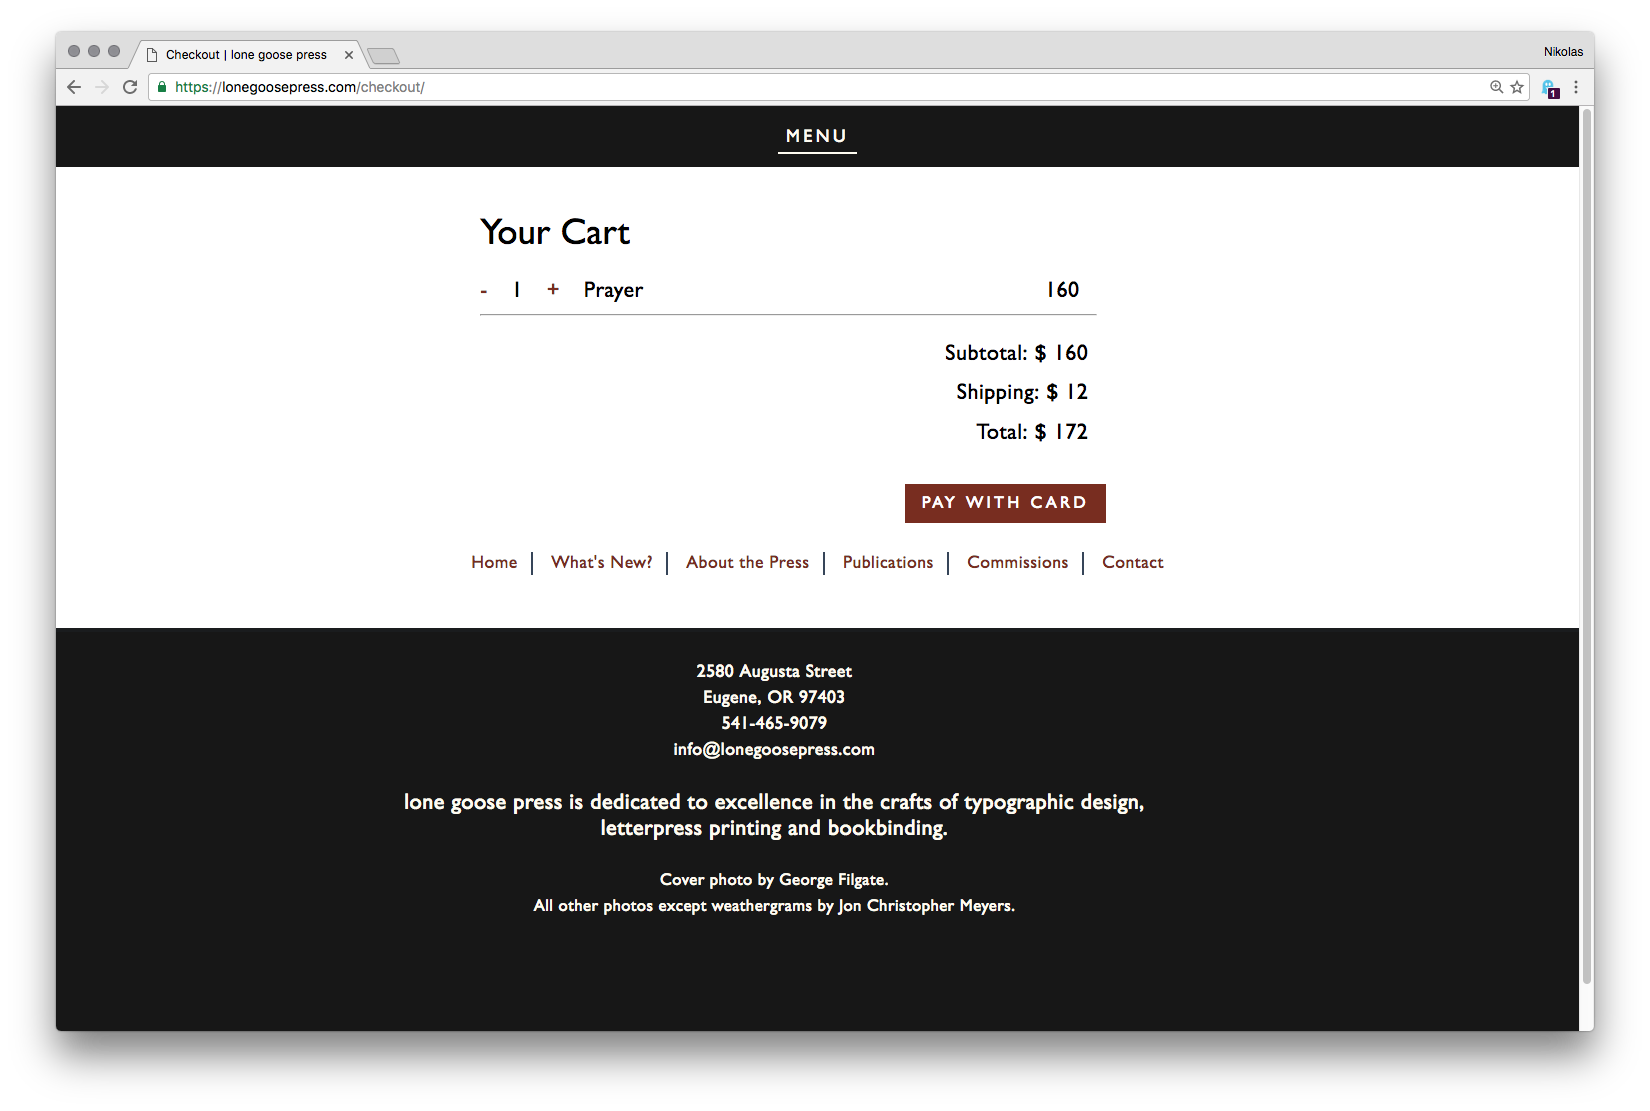 Checkout | lone goose press
Nikolas
https://lonegoosepress.com/checkout/
1
MENU
Your Cart
- 1 + Prayer 160
Subtotal: $ 160
Shipping: $ 12
Total: $ 172
PAY WITH CARD
Home What's New? About the Press Publications Commissions Contact
2580 Augusta Street
Eugene, OR 97403
541-465-9079
info@lonegoosepress.com
lone goose press is dedicated to excellence in the crafts of typographic design,
letterpress printing and bookbinding.
Cover photo by George Filgate.
All other photos except weathergrams by Jon Christopher Meyers.